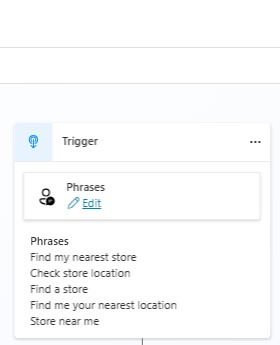 Trigger
...
Phrases
Edit
Phrases
Find my nearest store
Check store location
Find a store
Find me your nearest location
Store near me